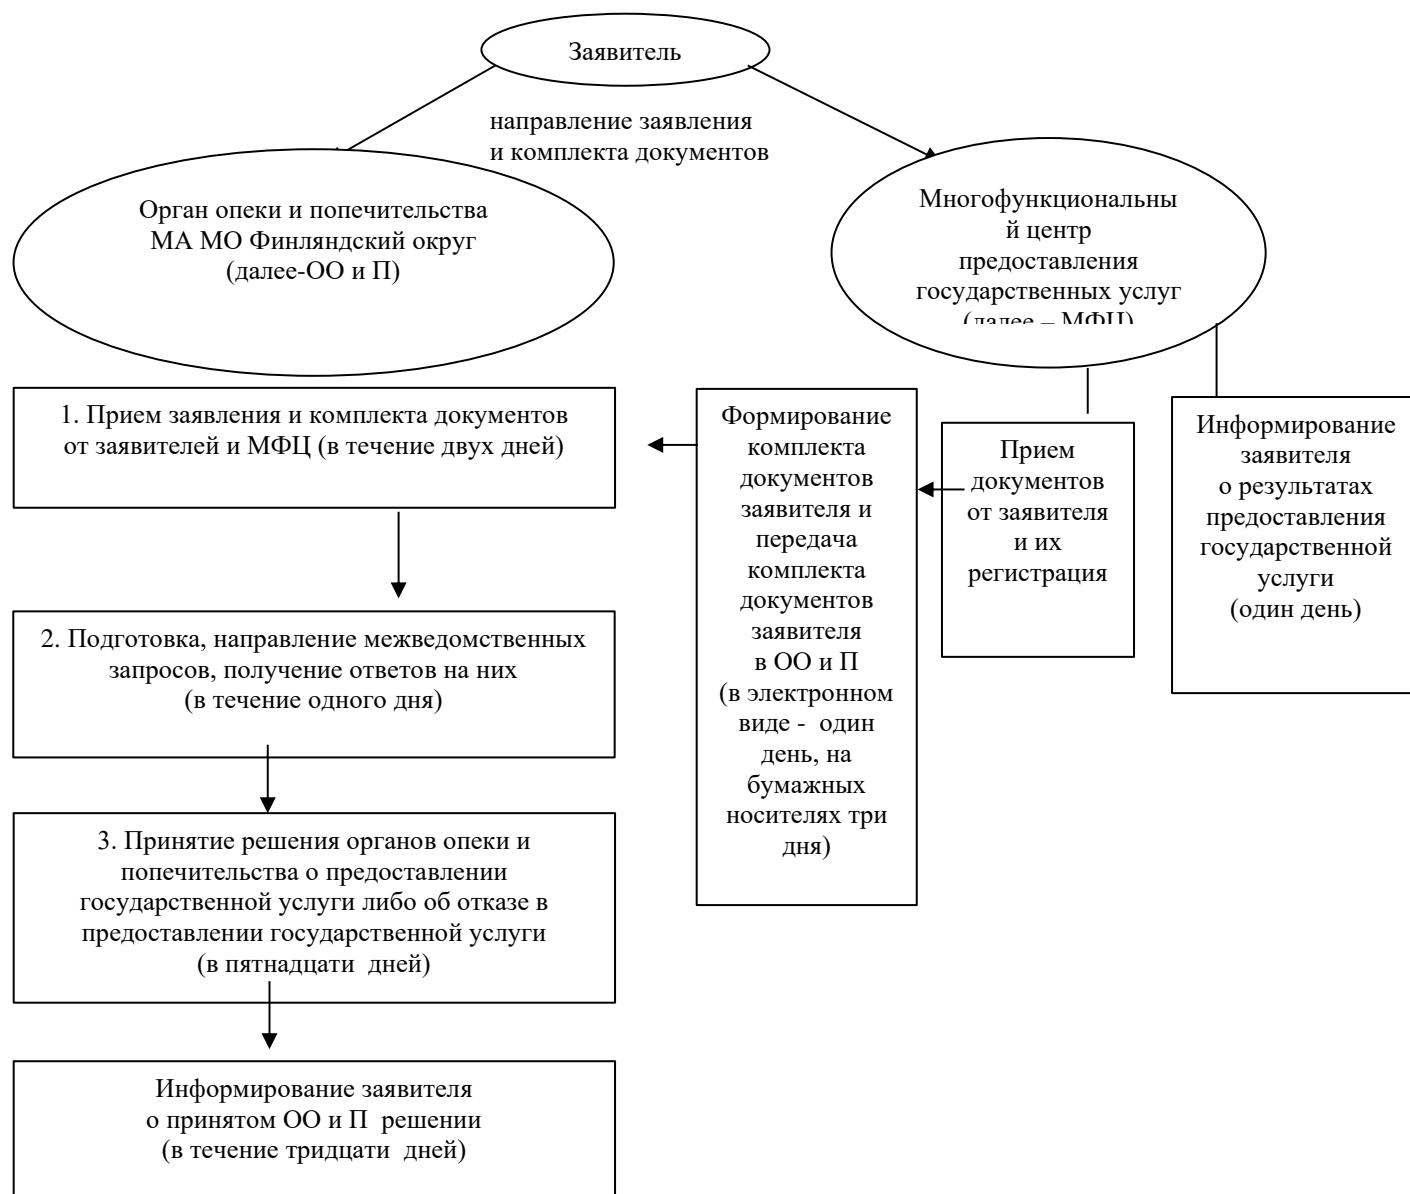 Заявитель
направление заявления
и комплекта документов
Орган опеки и попечительства
МА МО Финляндский округ
(далее-ОО и П)
Многофункциональны
й центр
предоставления
государственных услуг
(далее – МФЦ)
1. Прием заявления и комплекта документов
от заявителей и МФЦ (в течение двух дней)
Формирование
комплекта
документов
заявителя и
передача
комплекта
документов
заявителя
в ОО и П
(в электронном
виде - один
день, на
бумажных
носителях три
дня)
Прием
документов
от заявителя
и их
регистрация
Информирование
заявителя
о результатах
предоставления
государственной
услуги
(один день)
2. Подготовка, направление межведомственных
запросов, получение ответов на них
(в течение одного дня)
3. Принятие решения органов опеки и
попечительства о предоставлении
государственной услуги либо об отказе в
предоставлении государственной услуги
(в пятнадцати дней)
Информирование заявителя
о принятом ОО и П решении
(в течение тридцати дней)